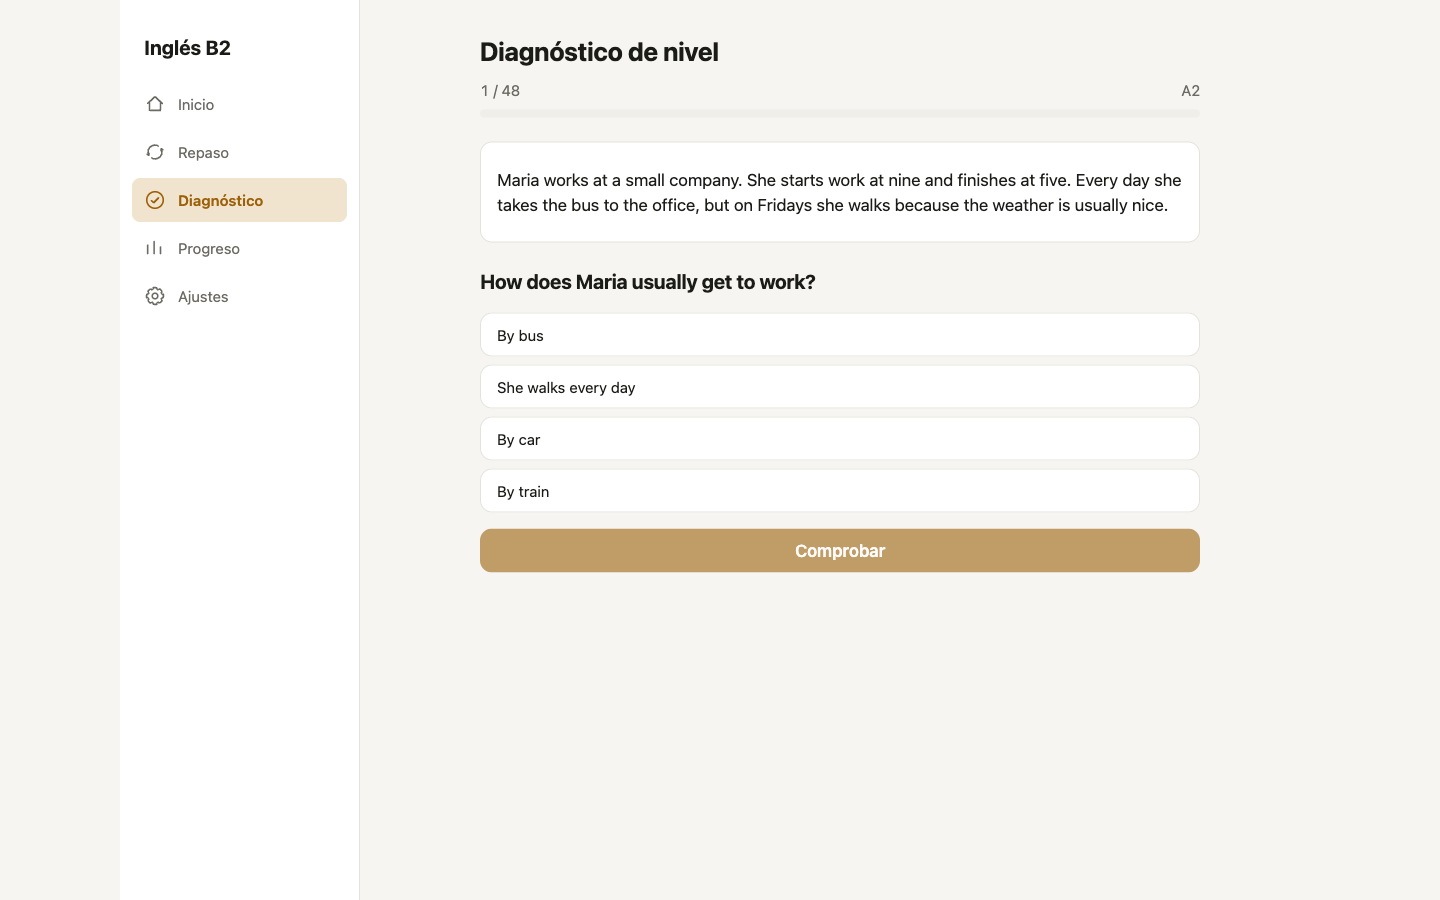 Inglés B2
Inicio
Repaso
Diagnóstico
Progreso
Ajustes
Diagnóstico de nivel
1 / 48
A2
Maria works at a small company. She starts work at nine and finishes at five. Every day she
takes the bus to the office, but on Fridays she walks because the weather is usually nice.
How does Maria usually get to work?
By bus
She walks every day
By car
By train
Comprobar